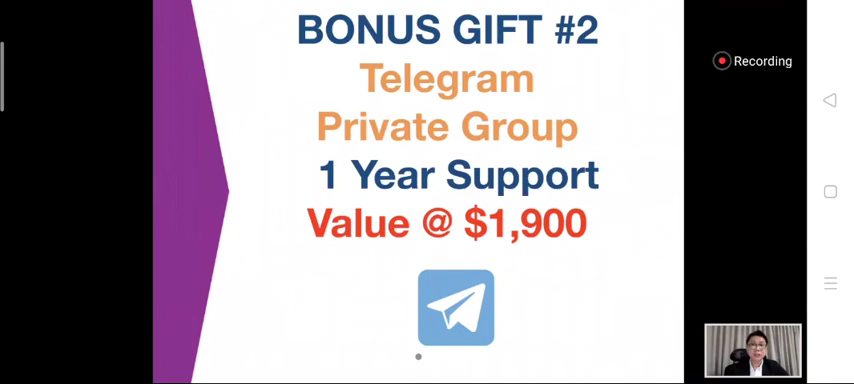 BONUS GIFT #2
Telegram
Private Group
1 Year Support
Value @ $1,900
Recording